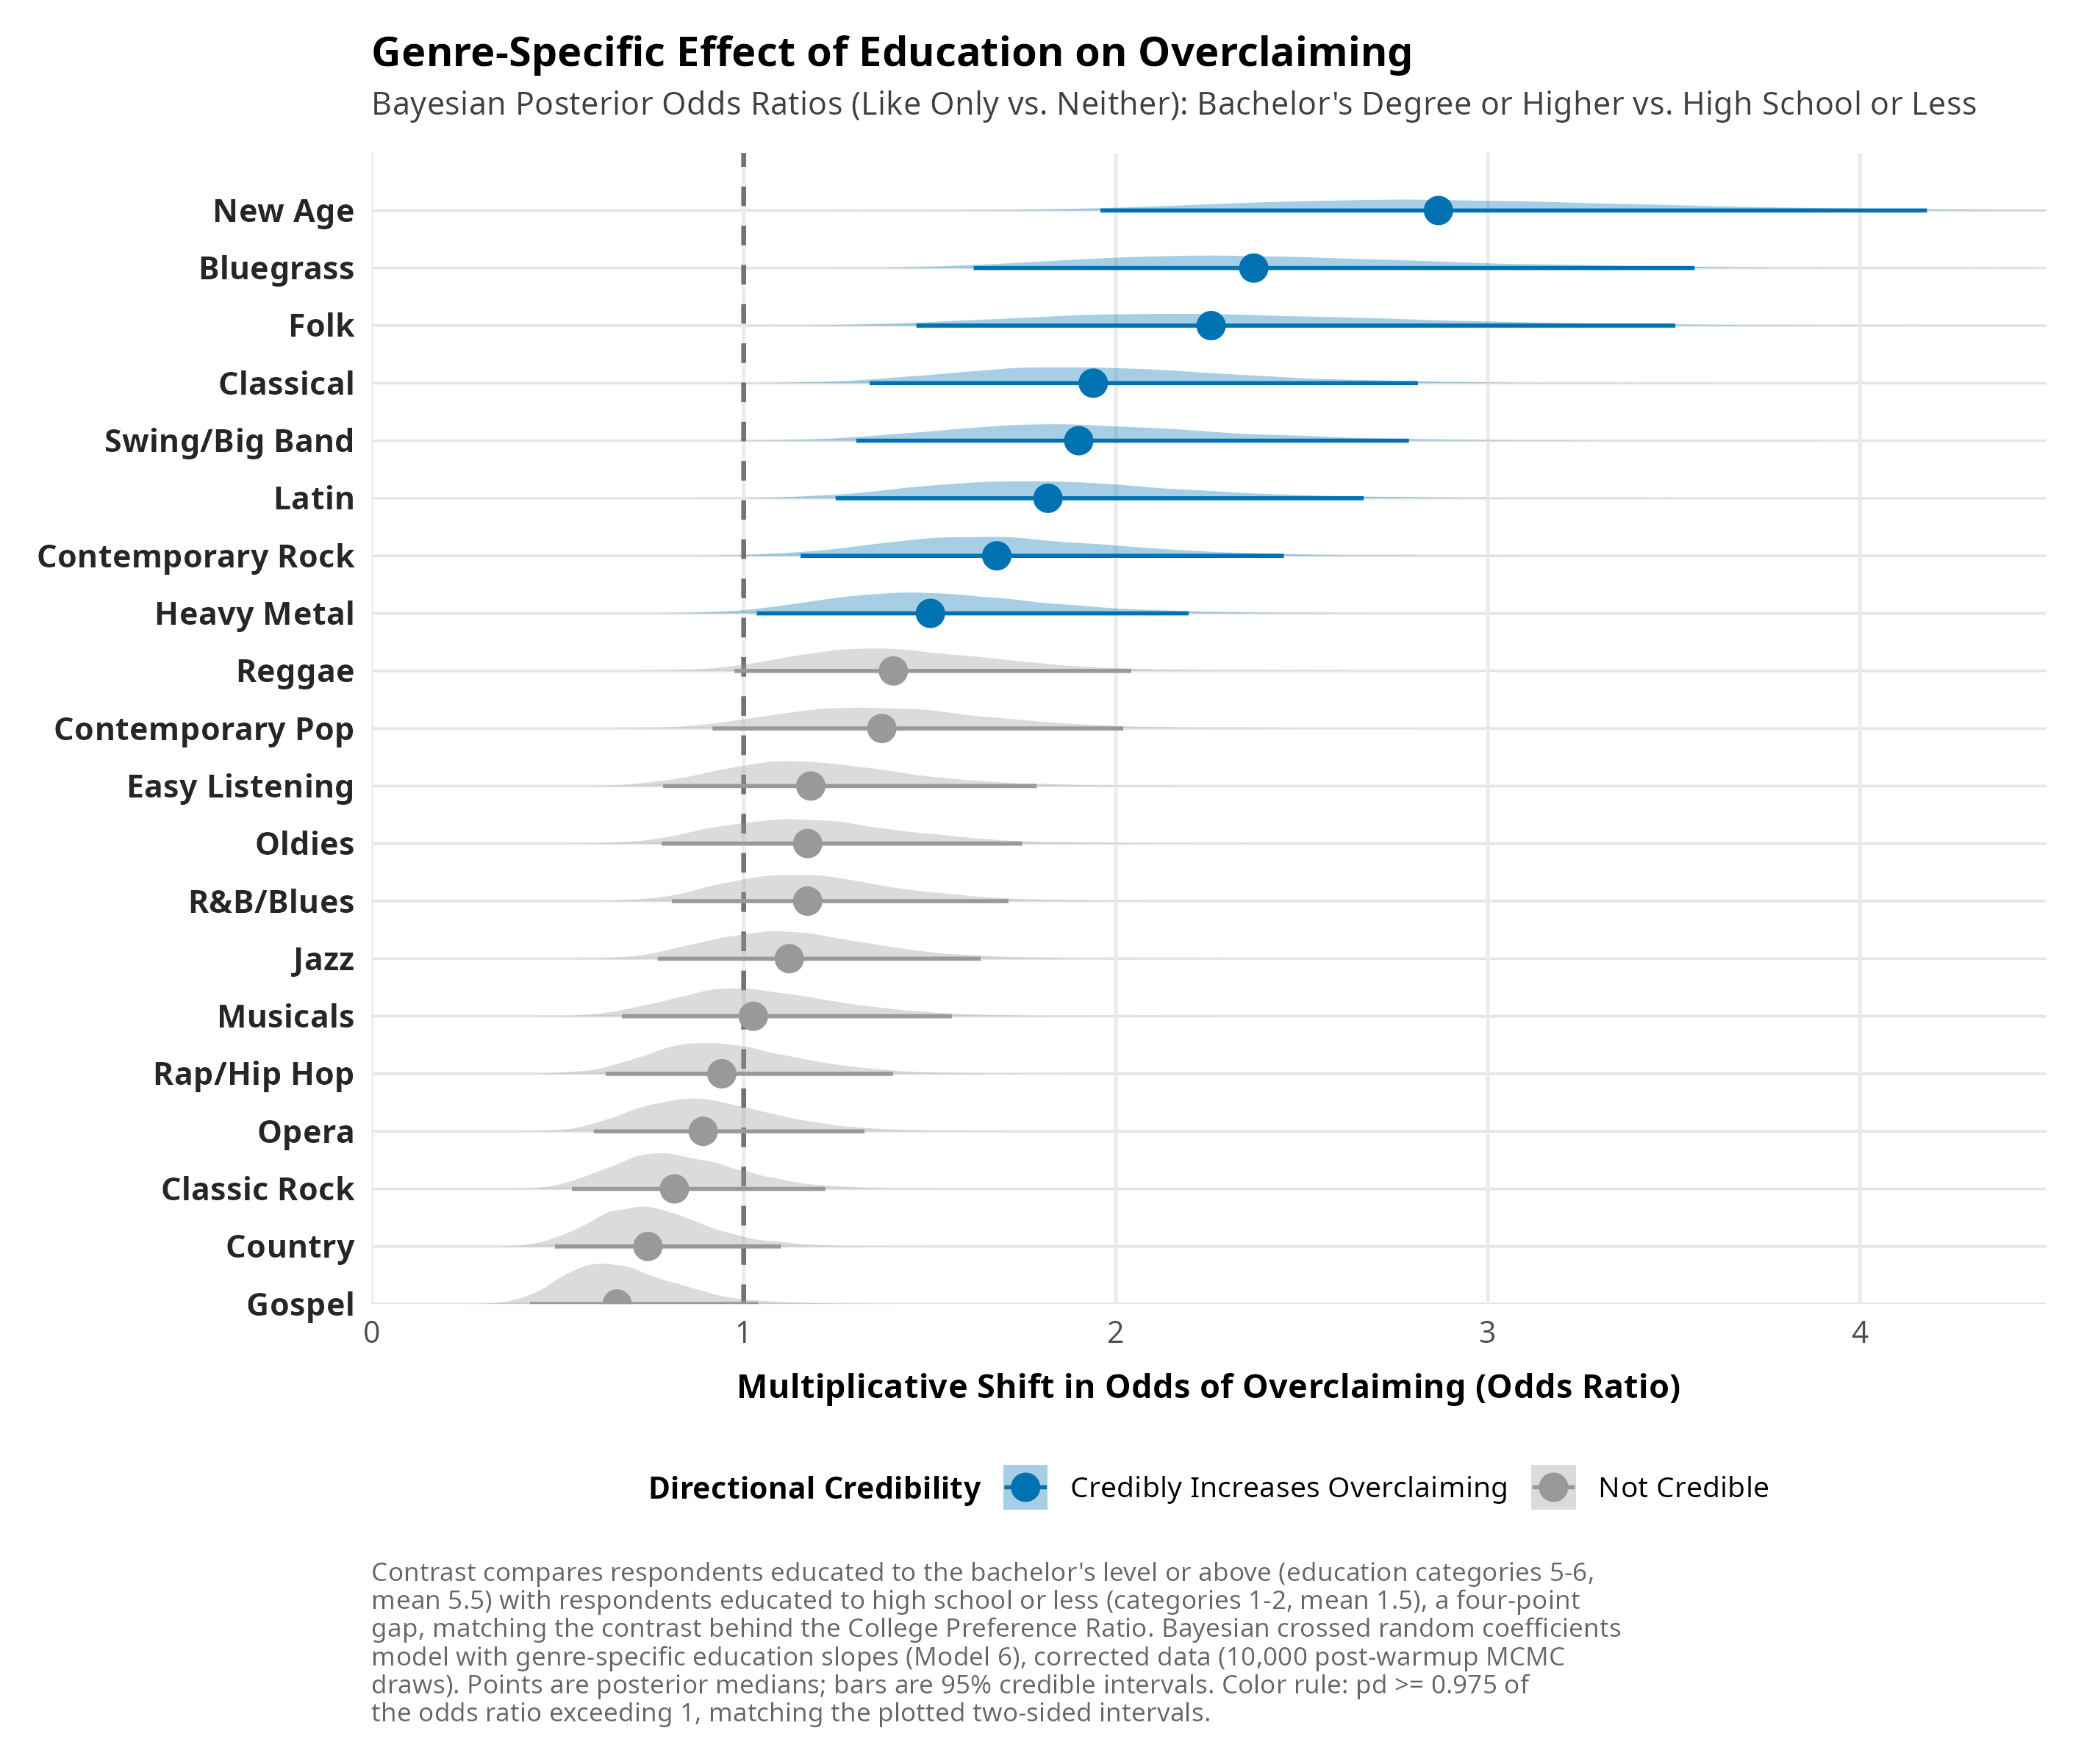 Genre-Specific Effect of Education on Overclaiming
Bayesian Posterior Odds Ratios (Like Only vs. Neither): Bachelor's Degree or Higher vs. High School or Less
New Age
Bluegrass
Folk
Classical
Swing/Big Band
Latin
Contemporary Rock
Heavy Metal
Reggae
Contemporary Pop
Easy Listening
Oldies
R&B/Blues
Jazz
Musicals
Rap/Hip Hop
Opera
Classic Rock
Country
Gospel
0 1 2 3 4
Multiplicative Shift in Odds of Overclaiming (Odds Ratio)
Directional Credibility Credibly Increases Overclaiming Not Credible
Contrast compares respondents educated to the bachelor's level or above (education categories 5-6,
mean 5.5) with respondents educated to high school or less (categories 1-2, mean 1.5), a four-point
gap, matching the contrast behind the College Preference Ratio. Bayesian crossed random coefficients
model with genre-specific education slopes (Model 6), corrected data (10,000 post-warmup MCMC
draws). Points are posterior medians; bars are 95% credible intervals. Color rule: pd >= 0.975 of
the odds ratio exceeding 1, matching the plotted two-sided intervals.